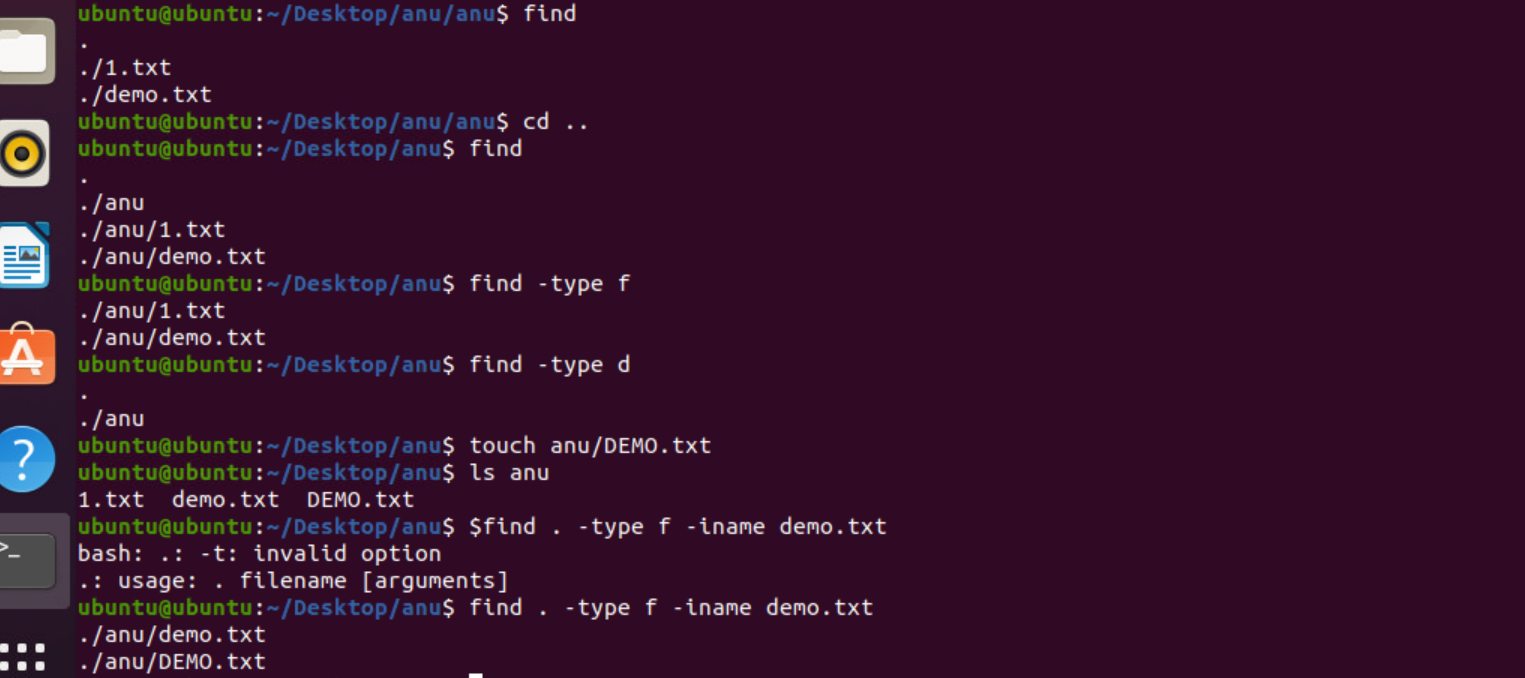 ubuntu@ubuntu:~/Desktop/anu/anu$ find
.
./1.txt
./demo.txt
ubuntu@ubuntu:~/Desktop/anu/anu$ cd ..
ubuntu@ubuntu:~/Desktop/anu$ find
.
./anu
./anu/1.txt
./anu/demo.txt
ubuntu@ubuntu:~/Desktop/anu$ find -type f
./anu/1.txt
./anu/demo.txt
ubuntu@ubuntu:~/Desktop/anu$ find -type d
.
./anu
ubuntu@ubuntu:~/Desktop/anu$ touch anu/DEMO.txt
ubuntu@ubuntu:~/Desktop/anu$ ls anu
1.txt  demo.txt  DEMO.txt
ubuntu@ubuntu:~/Desktop/anu$ $find . -type f -iname demo.txt
bash: .: -t: invalid option
.: usage: . filename [arguments]
ubuntu@ubuntu:~/Desktop/anu$ find . -type f -iname demo.txt
./anu/demo.txt
./anu/DEMO.txt